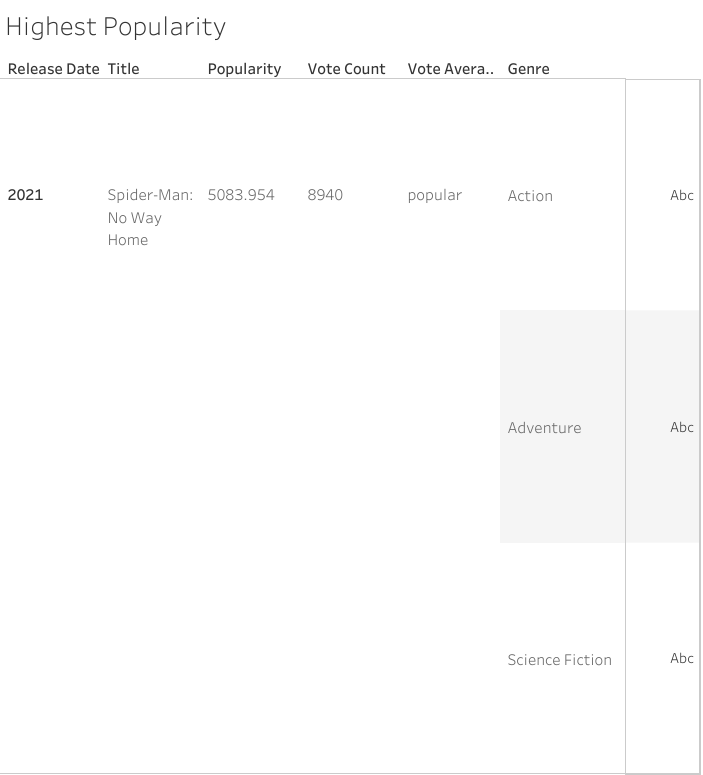 Highest Popularity
Release Date Title Popularity Vote Count Vote Avera.. Genre
2021 Spider-Man: 5083.954 8940 popular Action Abc
No Way
Home
Adventure Abc
Science Fiction Abc